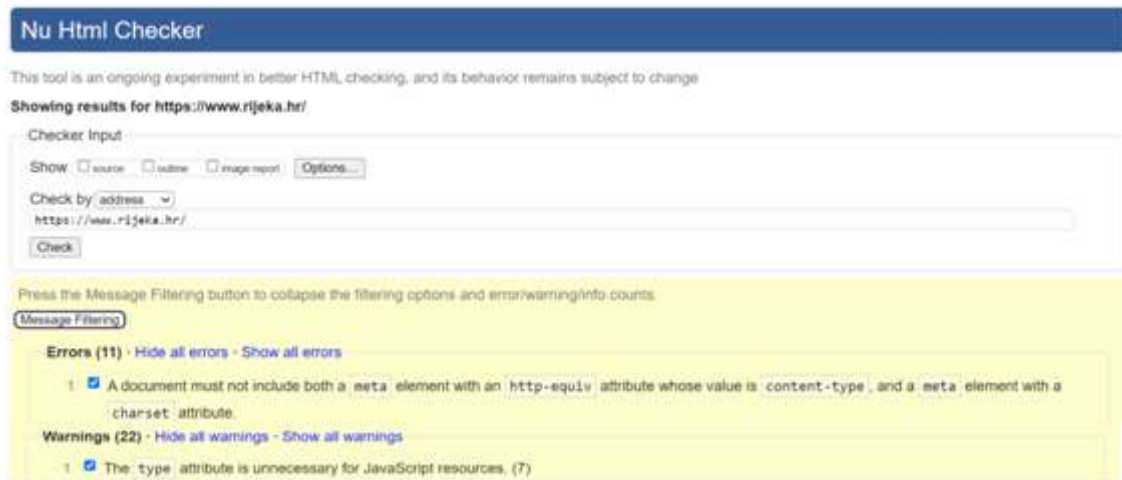 Nu Html Checker
This tool is an ongoing experiment in better HTML checking, and its behavior remains subject to change
Showing results for https://www.rijeka.hr/
Checker Input
Show source outline image report Options...
Check by address
https://www.rijeka.hr/
Check
Press the Message Filtering button to collapse the filtering options and error/warning/info counts.
Message Filtering
Errors (11) · Hide all errors · Show all errors
1 A document must not include both a meta element with an http-equiv attribute whose value is content-type, and a meta element with a
charset attribute.
Warnings (22) · Hide all warnings · Show all warnings
1 The type attribute is unnecessary for JavaScript resources. (7)